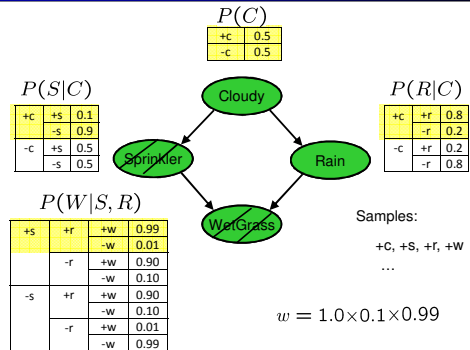 P(C)
+c 0.5
-c 0.5
Cloudy
P(S|C)
+c +s 0.1
-s 0.9
-c +s 0.5
-s 0.5
P(R|C)
+c +r 0.8
-r 0.2
-c +r 0.2
-r 0.8
Sprinkler
Rain
P(W|S, R)
+s +r +w 0.99
-w 0.01
-r +w 0.90
-w 0.10
-s +r +w 0.90
-w 0.10
-r +w 0.01
-w 0.99
WetGrass
Samples:
+c, +s, +r, +w
...
w = 1.0×0.1×0.99